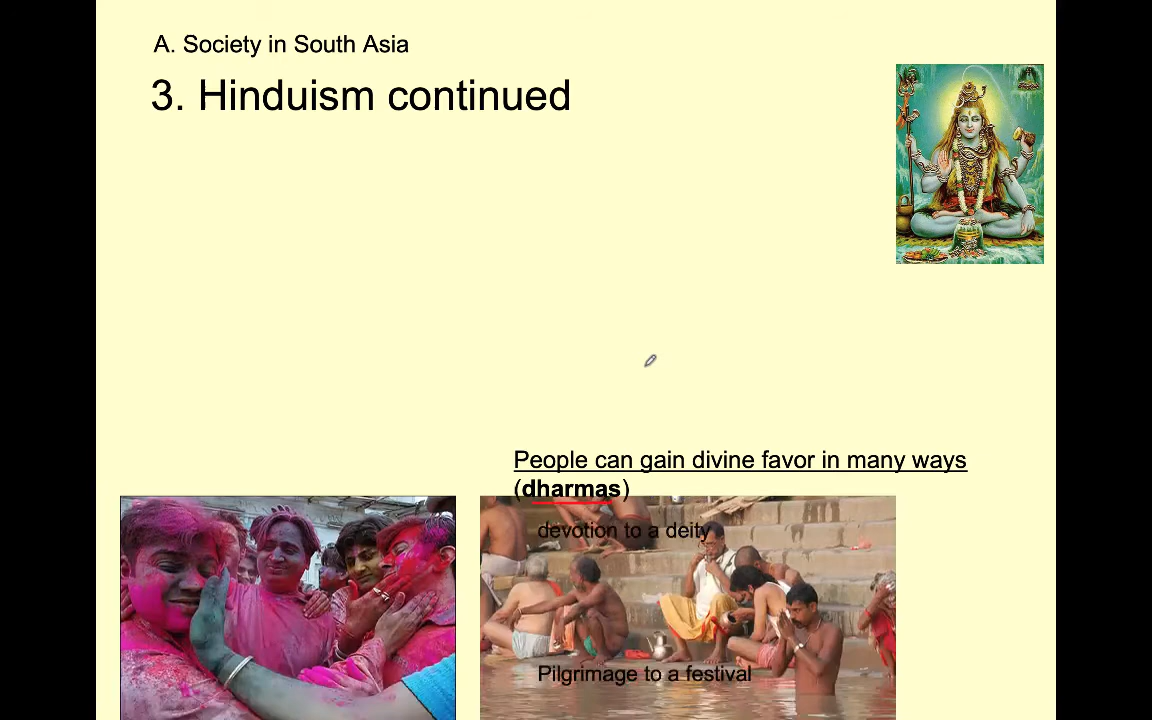 A. Society in South Asia
3. Hinduism continued
People can gain divine favor in many ways
(dharmas)
devotion to a deity
Pilgrimage to a festival